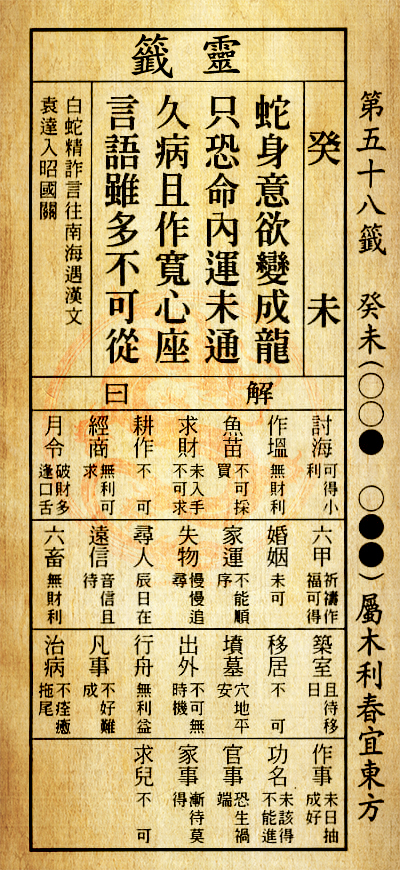 第五十八籤　癸未(○○●　○●●)屬木利春宜東方
靈籤
癸未
蛇身意欲變成龍
只恐命內運未通
久病且作寬心座
言語雖多不可從
白蛇精詐言往南海遇漢文
袁達入昭國關
解曰
討海 可得小利
作塭 無財利
魚苗 不可採買
求財 未入手不可求
耕作 不可
經商 無利可求
月令 破財多逢口舌
六甲 祈禱作福可得
婚姻 未可
家運 不能順序
失物 慢慢追尋
尋人 辰日在
遠信 音信且待
六畜 無財利
築室 且待移日
移居 不可
墳墓 穴地平安
出外 不可無時機
行舟 無利益
凡事 不好難成
治病 不痊癒拖尾
作事 未日抽成好
功名 未該得不能進
官事 恐生禍端
家事 漸待莫得
求兒 不可